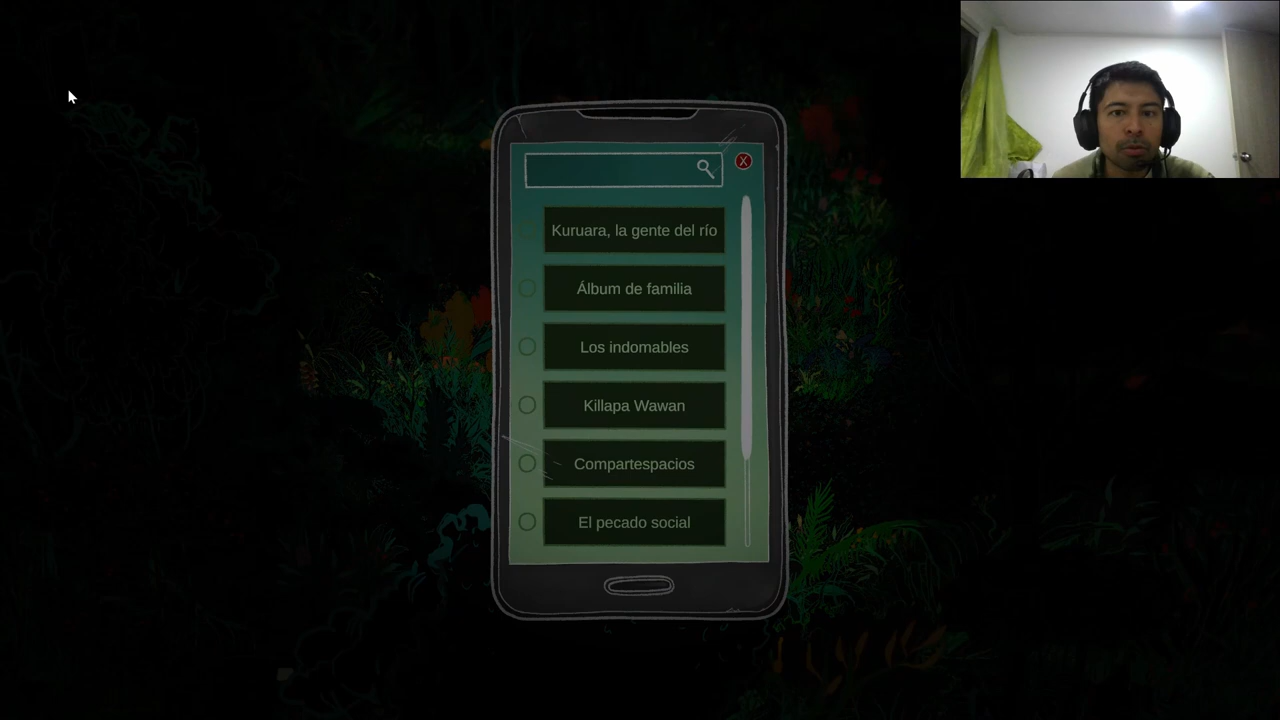 X
Kuruara, la gente del río
Álbum de familia
Los indomables
Killapa Wawan
Compartespacios
El pecado social